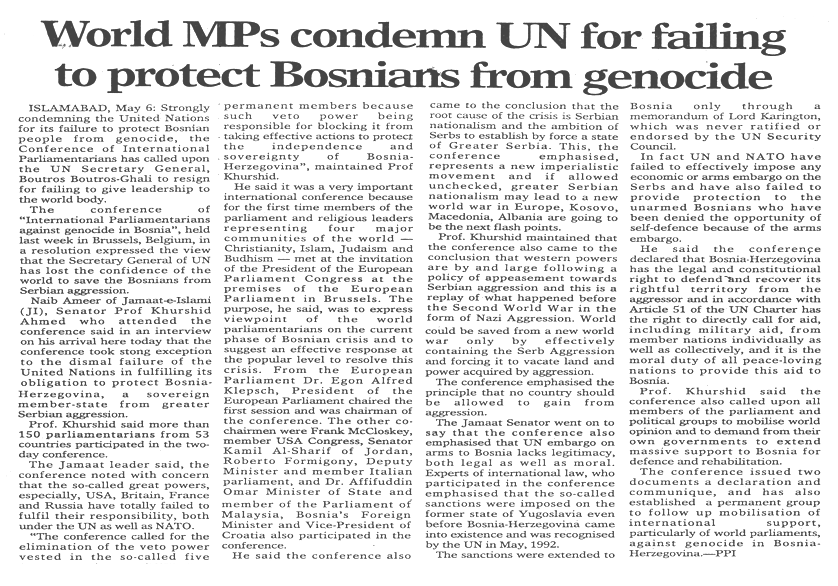 World MPs condemn UN for failing
to protect Bosnians from genocide
ISLAMABAD, May 6: Strongly
condemning the United Nations
for its failure to protect Bosnian
people from genocide, the
Conference of International
Parliamentarians has called upon
the UN Secretary General,
Boutros Boutros-Ghali to resign
for failing to give leadership to
the world body.
The conference of
"International Parliamentarians
against genocide in Bosnia", held
last week in Brussels, Belgium, in
a resolution expressed the view
that the Secretary General of UN
has lost the confidence of the
world to save the Bosnians from
Serbian aggression.
Naib Ameer of Jamaat-e-Islami
(JI), Senator Prof Khurshid
Ahmed who attended the
conference said in an interview
on his arrival here today that the
conference took stong exception
to the dismal failure of the
United Nations in fulfilling its
obligation to protect Bosnia-
Herzegovina, a sovereign
member-state from greater
Serbian aggression.
Prof. Khurshid said more than
150 parliamentarians from 53
countries participated in the two-
day conference.
The Jamaat leader said, the
conference noted with concern
that the so-called great powers,
especially, USA, Britain, France
and Russia have totally failed to
fulfil their responsibility, both
under the UN as well as NATO.
"The conference called for the
elimination of the veto power
vested in the so-called five
permanent members because
such veto power being
responsible for blocking it from
taking effective actions to protect
the independence and
sovereignty of Bosnia-
Herzegovina", maintained Prof
Khurshid.
He said it was a very important
international conference because
for the first time members of the
parliament and religious leaders
representing four major
communities of the world —
Christianity, Islam, Judaism and
Budhism — met at the invitation
of the President of the European
Parliament Congress at the
premises of the European
Parliament in Brussels. The
purpose, he said, was to express
viewpoint of the world
parliamentarians on the current
phase of Bosnian crisis and to
suggest an effective response at
the popular level to resolve this
crisis. From the European
Parliament Dr. Egon Alfred
Klepsch, President of the
European Parliament chaired the
first session and was chairman of
the conference. The other co-
chairmen were Frank McCloskey,
member USA Congress, Senator
Kamil Al-Sharif of Jordan,
Roberto Formigony, Deputy
Minister and member Italian
parliament, and Dr. Affifuddin
Omar Minister of State and
member of the Parliament of
Malaysia, Bosnia's Foreign
Minister and Vice-President of
Croatia also participated in the
conference.
He said the conference also
came to the conclusion that the
root cause of the crisis is Serbian
nationalism and the ambition of
Serbs to establish by force a state
of Greater Serbia. This, the
conference emphasised,
represents a new imperialistic
movement and if allowed
unchecked, greater Serbian
nationalism may lead to a new
world war in Europe, Kosovo,
Macedonia, Albania are going to
be the next flash points.
Prof. Khurshid maintained that
the conference also came to the
conclusion that western powers
are by and large following a
policy of appesement towards
Serbian aggression and this is a
replay of what happened before
the Second World War in the
form of Nazi Aggression. World
could be saved from a new world
war only by effectively
containing the Serb Aggression
and forcing it to vacate land and
power acquired by aggression.
The conference emphasised the
principle that no country should
be allowed to gain from
aggression.
The Jamaat Senator went on to
say that the conference also
emphasised that UN embargo on
arms to Bosnia lacks legitimacy,
both legal as well as moral.
Experts of international law, who
participated in the conference
emphasised that the so-called
sanctions were imposed on the
former state of Yugoslavia even
before Bosnia-Herzegovina came
into existence and was recognised
by the UN in May, 1992.
The sanctions were extended to
Bosnia only through a
memorandum of Lord Karington,
which was never ratified or
endorsed by the UN Security
Council.
In fact UN and NATO have
failed to effectively impose any
economic or arms embargo on the
Serbs and have also failed to
provide protection to the
unarmed Bosnians who have
been denied the opportunity of
self-defence because of the arms
embargo.
He said the conference
declared that Bosnia-Herzegovina
has the legal and constitutional
right to defend and recover its
rightful territory from the
aggressor and in accordance with
Article 51 of the UN Charter has
the right to directly call for aid,
including military aid, from
member nations individually as
well as collectively, and it is the
moral duty of all peace-loving
nations to provide this aid to
Bosnia.
Prof. Khurshid said the
conference also called upon all
members of the parliament and
political groups to mobilise world
opinion and to demand from their
own governments to extend
massive support to Bosnia for
defence and rehabilitation.
The conference issued two
documents a declaration and
communique, and has also
established a permanent group
to follow up mobilisation of
international support,
particularly of world parliaments,
against genocide in Bosnia-
Herzegovina.—PPI